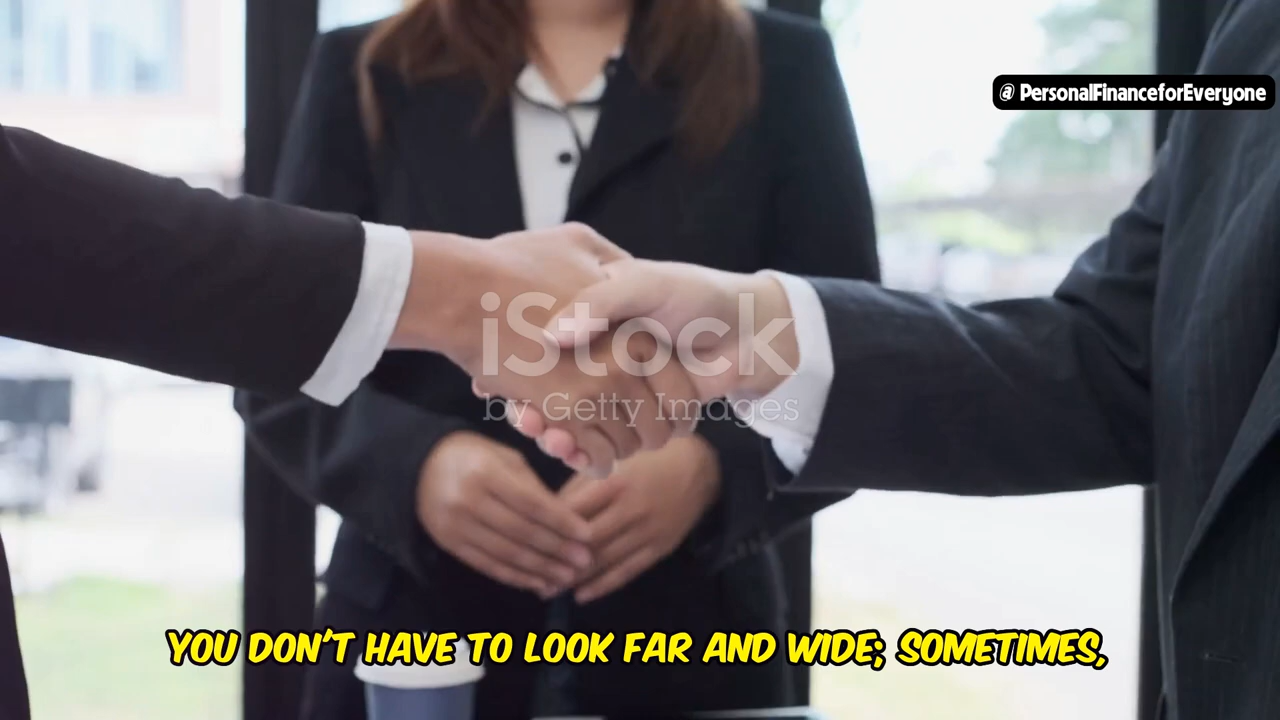 @ PersonalFinanceforEveryone
iStock
by Getty Images
YOU DON'T HAVE TO LOOK FAR AND WIDE; SOMETIMES,